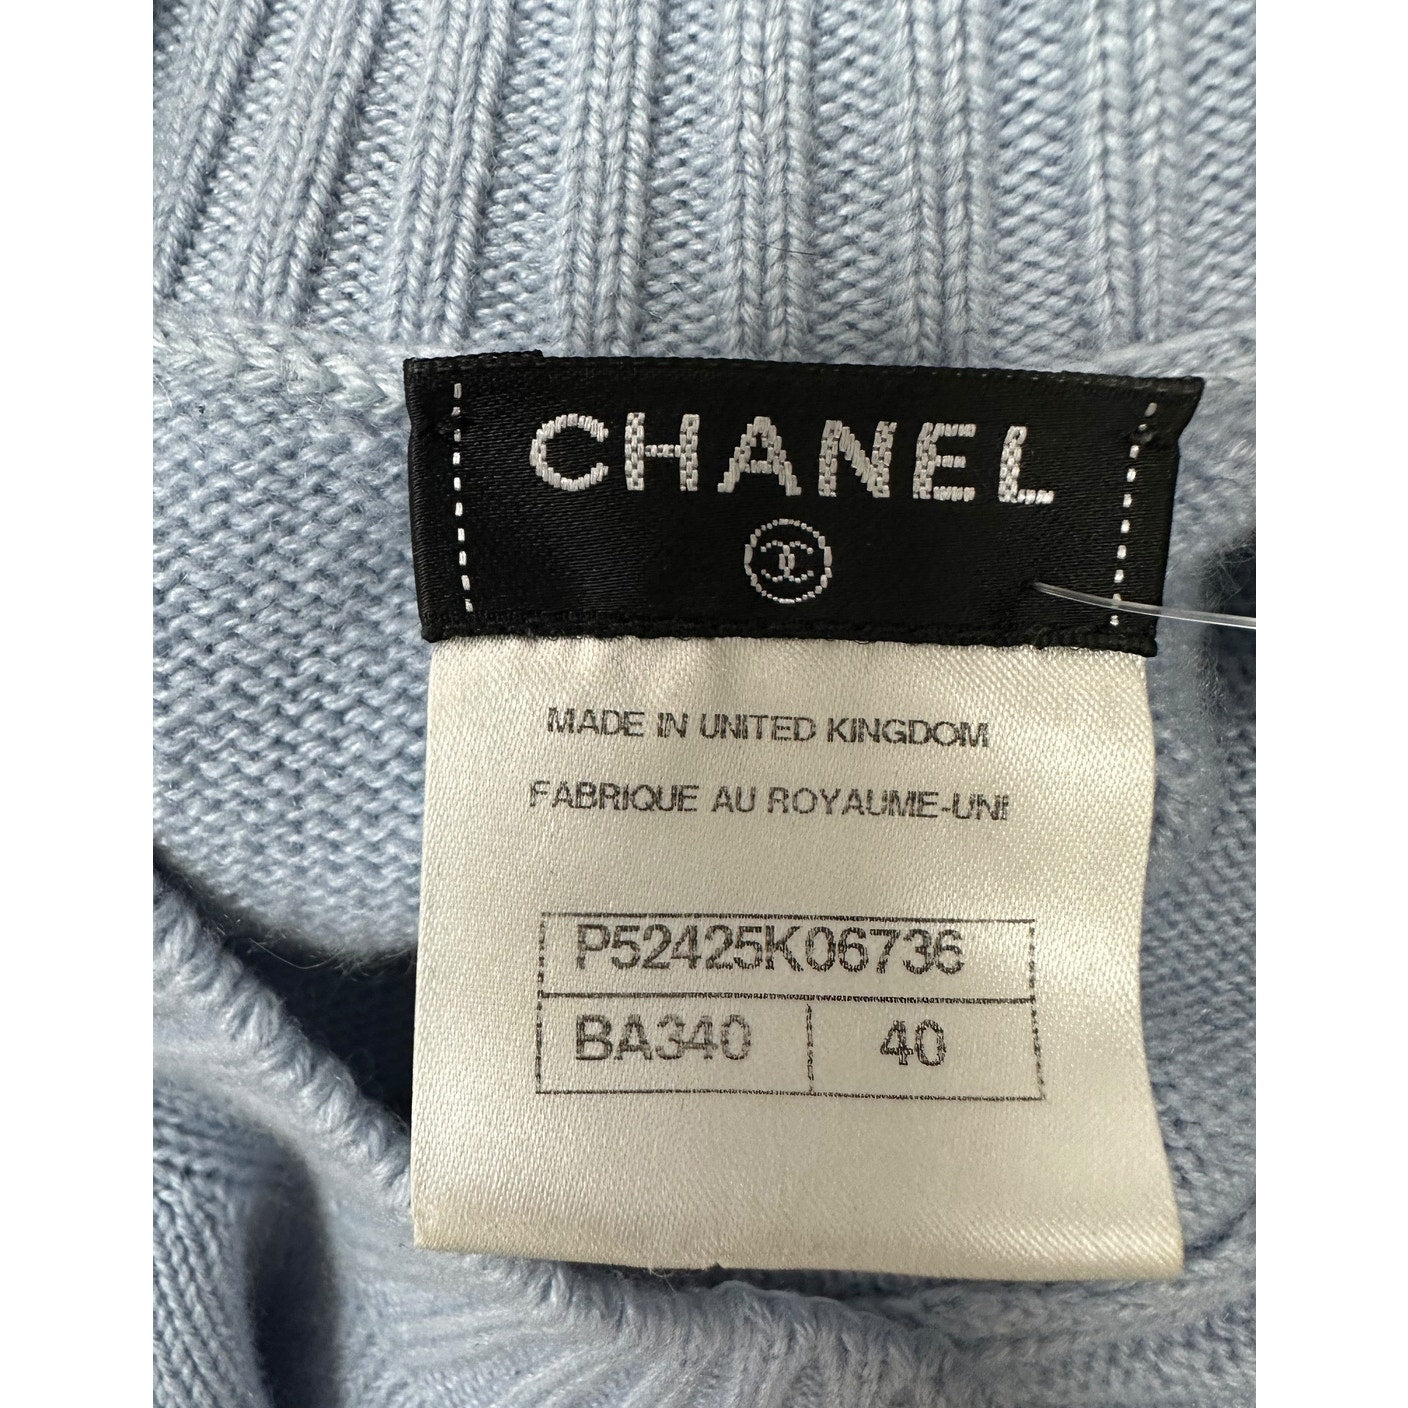 CHANEL
MADE IN UNITED KINGDOM
FABRIQUE AU ROYAUME-UNI
P52425K06736
BA340 40